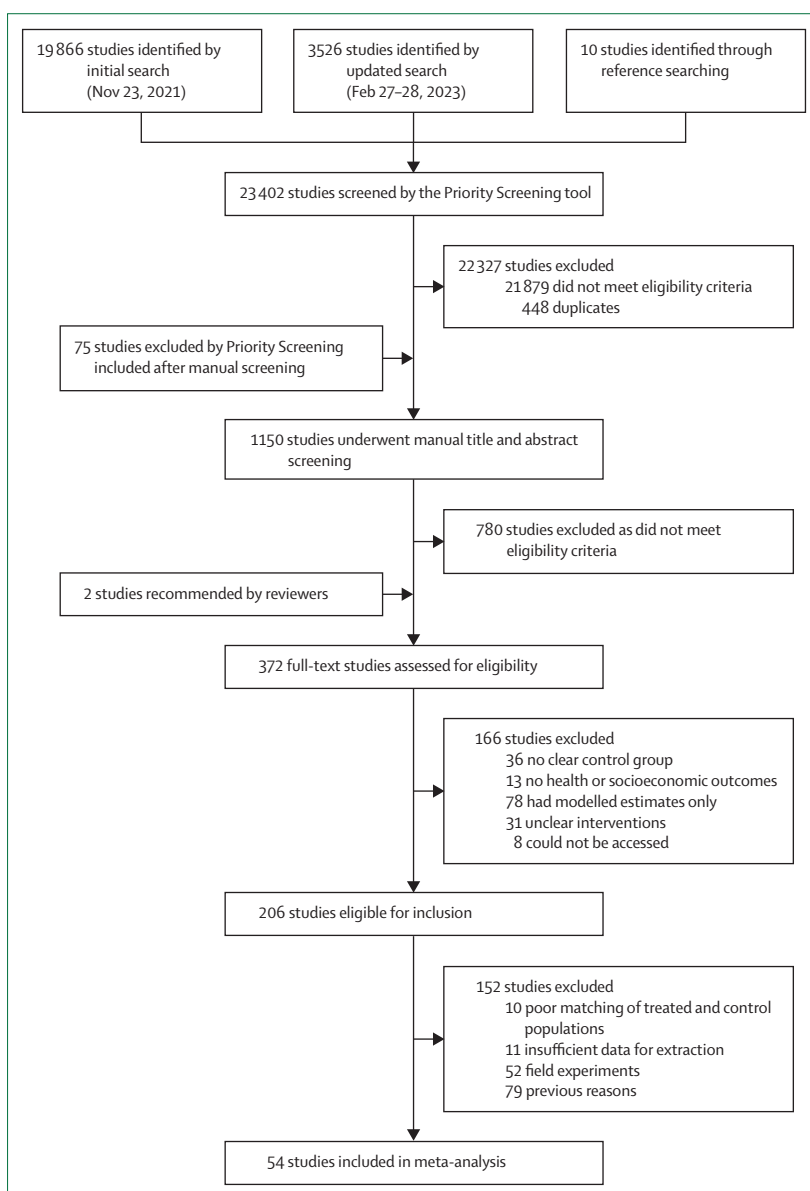 19 866 studies identified by
initial search
(Nov 23, 2021)
3526 studies identified by
updated search
(Feb 27–28, 2023)
10 studies identified through
reference searching
23 402 studies screened by the Priority Screening tool
22 327 studies excluded
21 879 did not meet eligibility criteria
448 duplicates
75 studies excluded by Priority Screening
included after manual screening
1150 studies underwent manual title and abstract
screening
780 studies excluded as did not meet
eligibility criteria
2 studies recommended by reviewers
372 full-text studies assessed for eligibility
166 studies excluded
36 no clear control group
13 no health or socioeconomic outcomes
78 had modelled estimates only
31 unclear interventions
8 could not be accessed
206 studies eligible for inclusion
152 studies excluded
10 poor matching of treated and control
populations
11 insufficient data for extraction
52 field experiments
79 previous reasons
54 studies included in meta-analysis